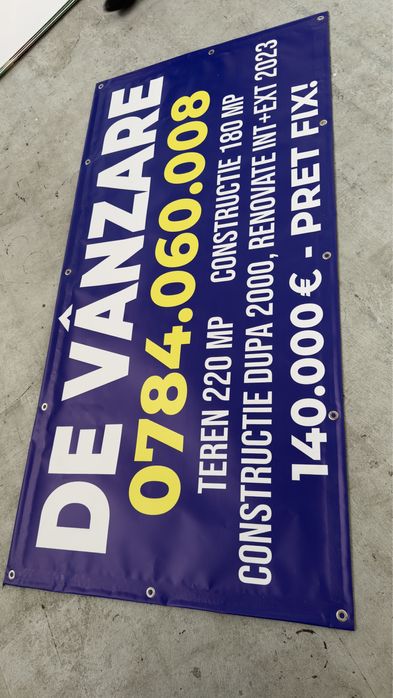 DE VÂNZARE
0784.060.008
TEREN 220 MP CONSTRUCTIE 180 MP
CONSTRUCTIE DUPA 2000, RENOVATE INT+EXT 2023
140.000 € - PRET FIX!